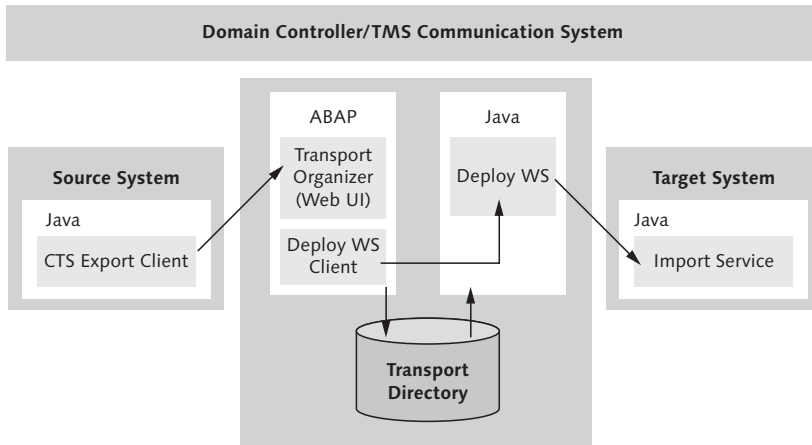 Domain Controller/TMS Communication System
Source System
Java
CTS Export Client
ABAP
Transport
Organizer
(Web UI)
Deploy WS
Client
Java
Deploy WS
Transport
Directory
Target System
Java
Import Service